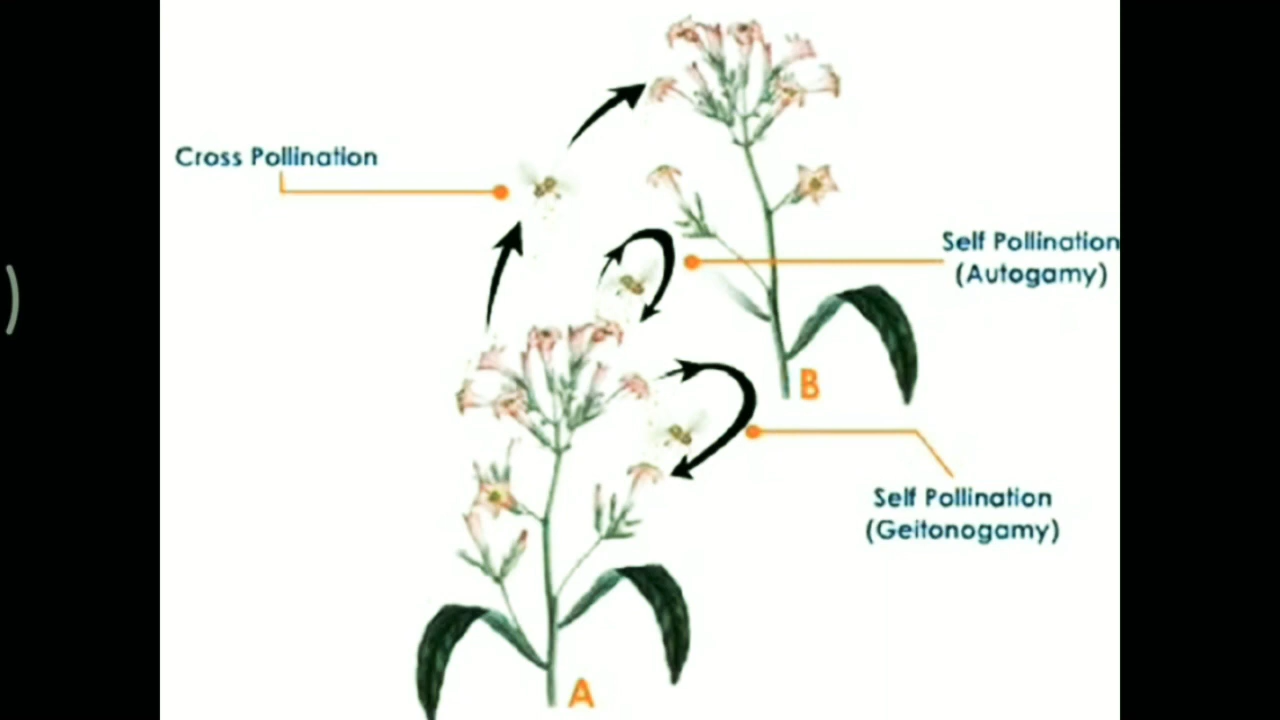 Cross Pollination
Self Pollination
(Autogamy)
B
Self Pollination
(Geitonogamy)
A